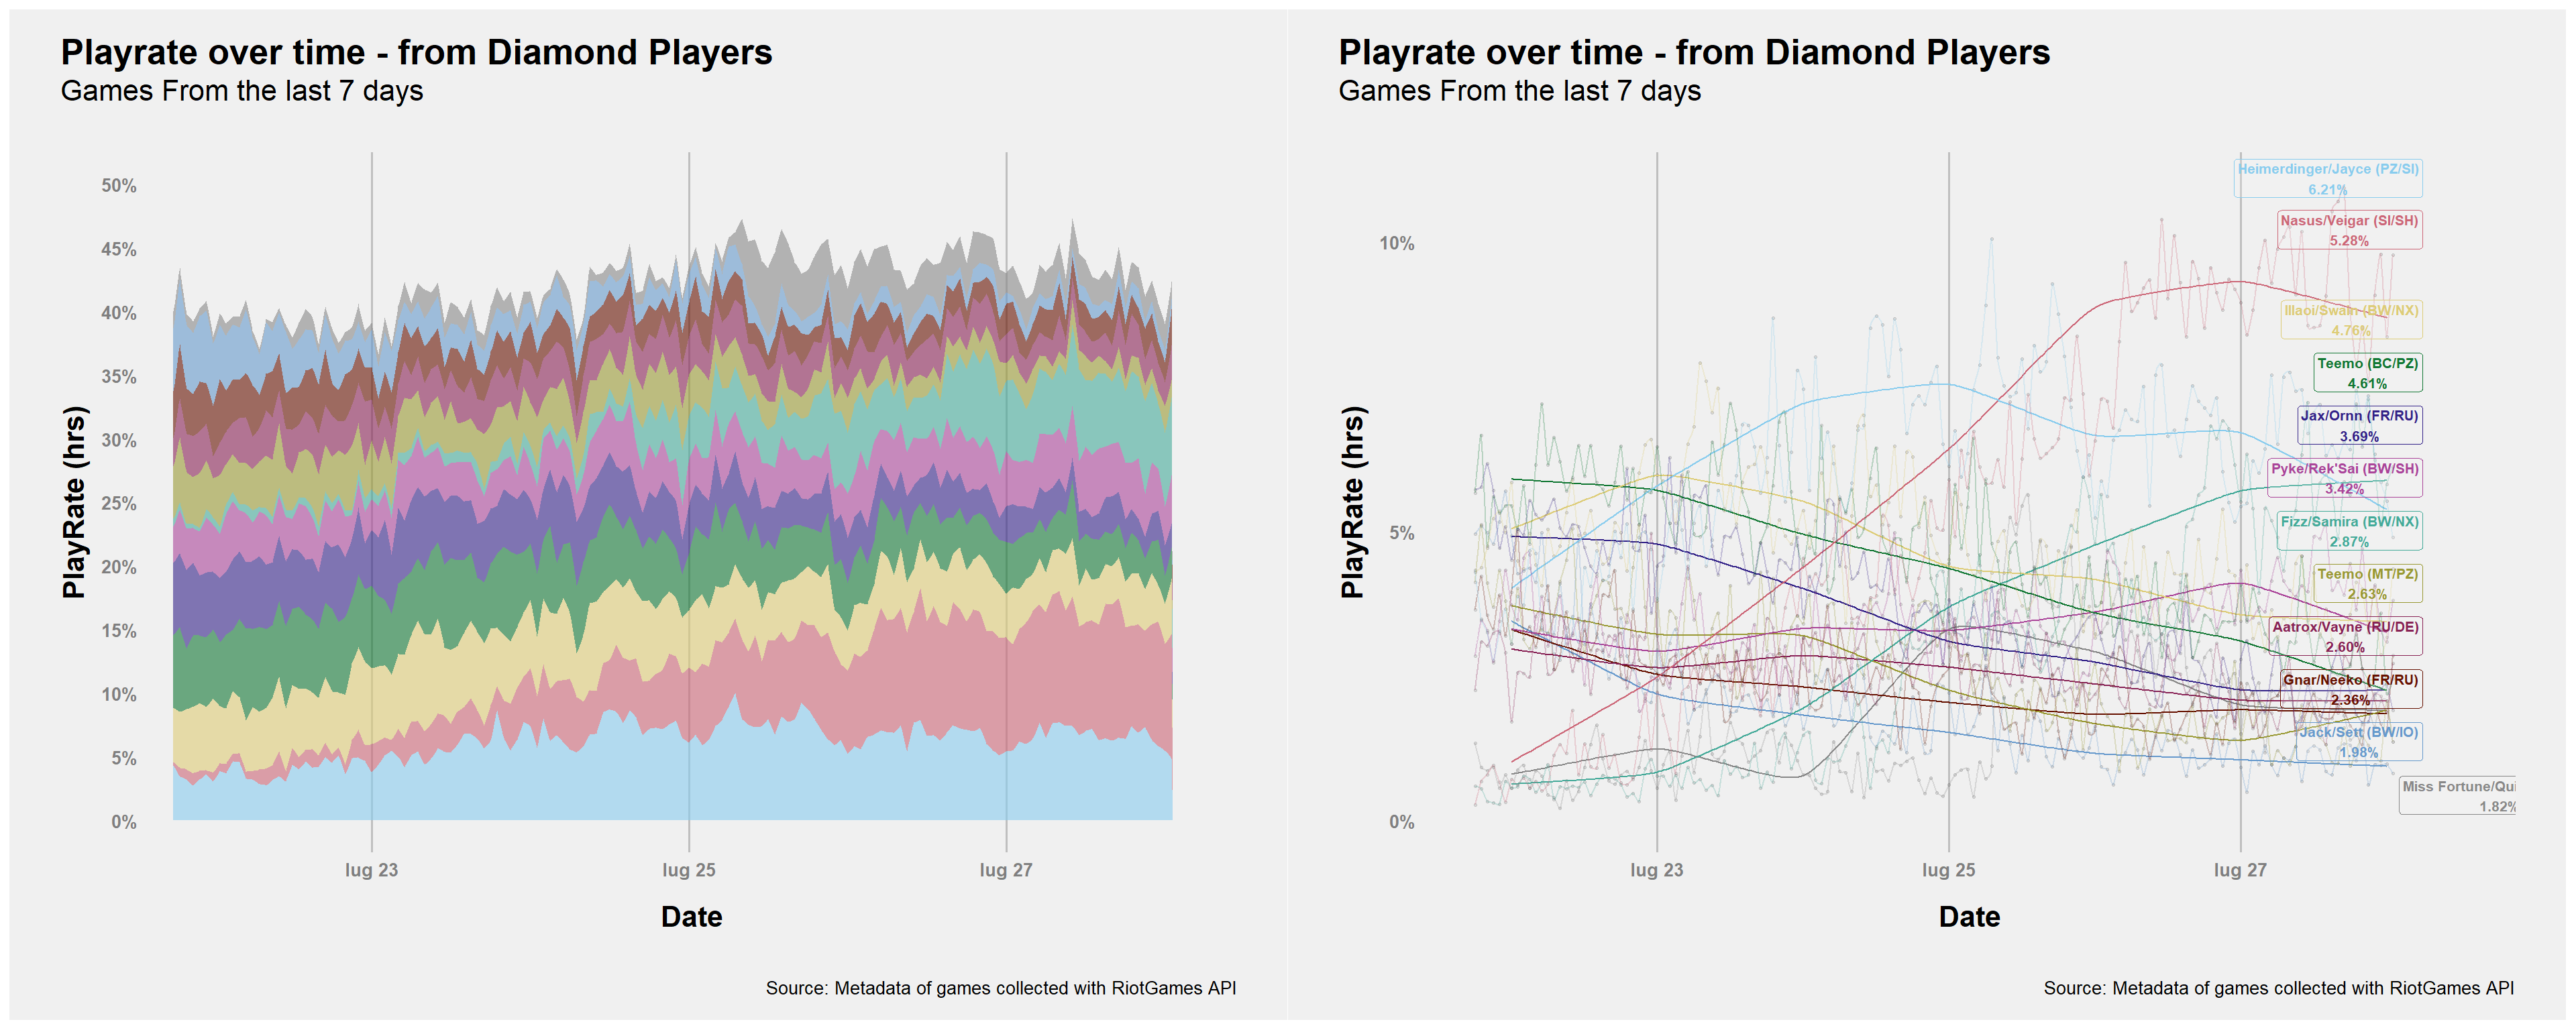 Playrate over time - from Diamond Players
Games From the last 7 days
PlayRate (hrs)
50%
45%
40%
35%
30%
25%
20%
15%
10%
5%
0%
lug 23
lug 25
lug 27
Date
Source: Metadata of games collected with RiotGames API
Playrate over time - from Diamond Players
Games From the last 7 days
PlayRate (hrs)
10%
5%
0%
Heimerdinger/Jayce (PZ/SI)
6.21%
Nasus/Veigar (SI/SH)
5.28%
Illaoi/Swain (BW/NX)
4.76%
Teemo (BC/PZ)
4.61%
Jax/Ornn (FR/RU)
3.69%
Pyke/Rek'Sai (BW/SH)
3.42%
Fizz/Samira (BW/NX)
2.87%
Teemo (MT/PZ)
2.63%
Aatrox/Vayne (RU/DE)
2.60%
Gnar/Neeko (FR/RU)
2.36%
Jack/Sett (BW/IO)
1.98%
Miss Fortune/Qui
1.82%
lug 23
lug 25
lug 27
Date
Source: Metadata of games collected with RiotGames API